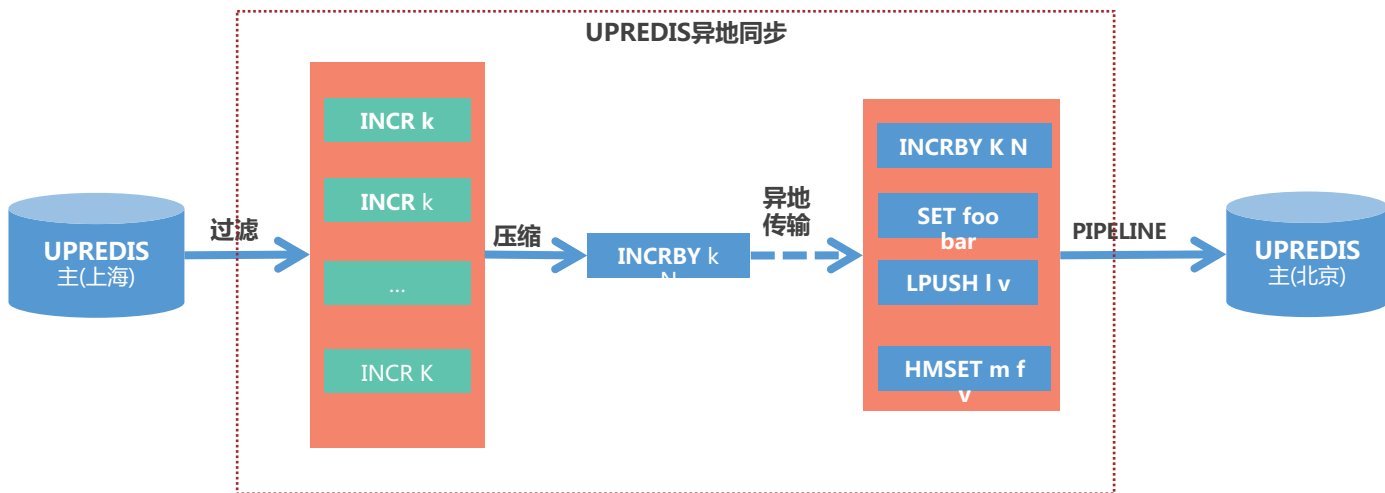 UPREDIS异地同步
UPREDIS
主(上海)
过滤
INCR k
INCR k
...
INCR K
压缩
INCRBY k
N
异地
传输
INCRBY K N
SET foo
bar
LPUSH l v
HMSET m f
v
PIPELINE
UPREDIS
主(北京)